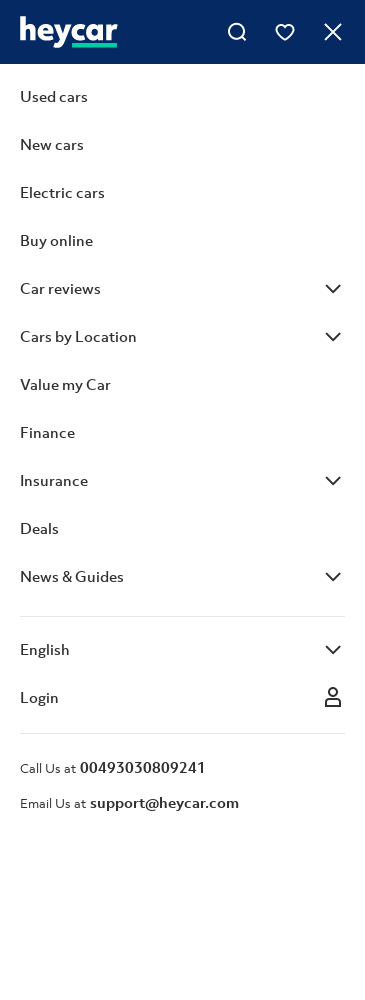 heycar
Used cars
New cars
Electric cars
Buy online
Car reviews
Cars by Location
Value my Car
Finance
Insurance
Deals
News & Guides
English
Login
Call Us at 00493030809241
Email Us at support@heycar.com